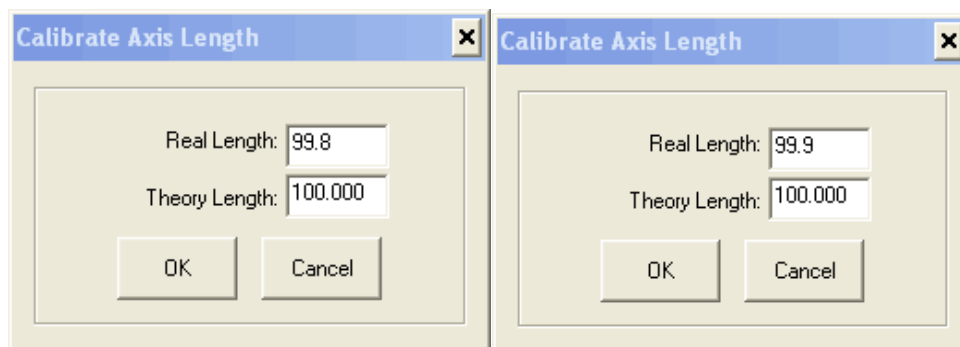 Calibrate Axis Length
Real Length: 99.8
Theory Length: 100.000
OK Cancel
Calibrate Axis Length
Real Length: 99.9
Theory Length: 100.000
OK Cancel